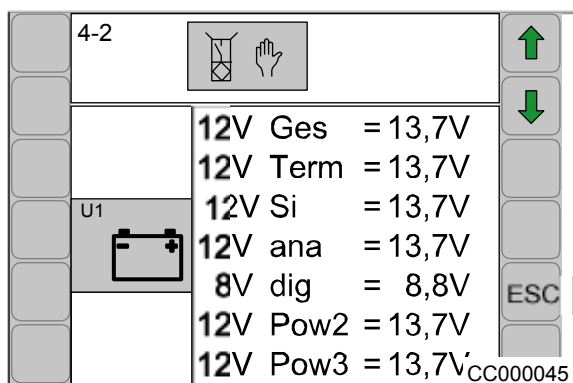 4-2
12V Ges = 13,7V
12V Term = 13,7V
12V Si = 13,7V
U1
12V ana = 13,7V
8V dig = 8,8V
ESC
12V Pow2 = 13,7V
12V Pow3 = 13,7V
CC000045